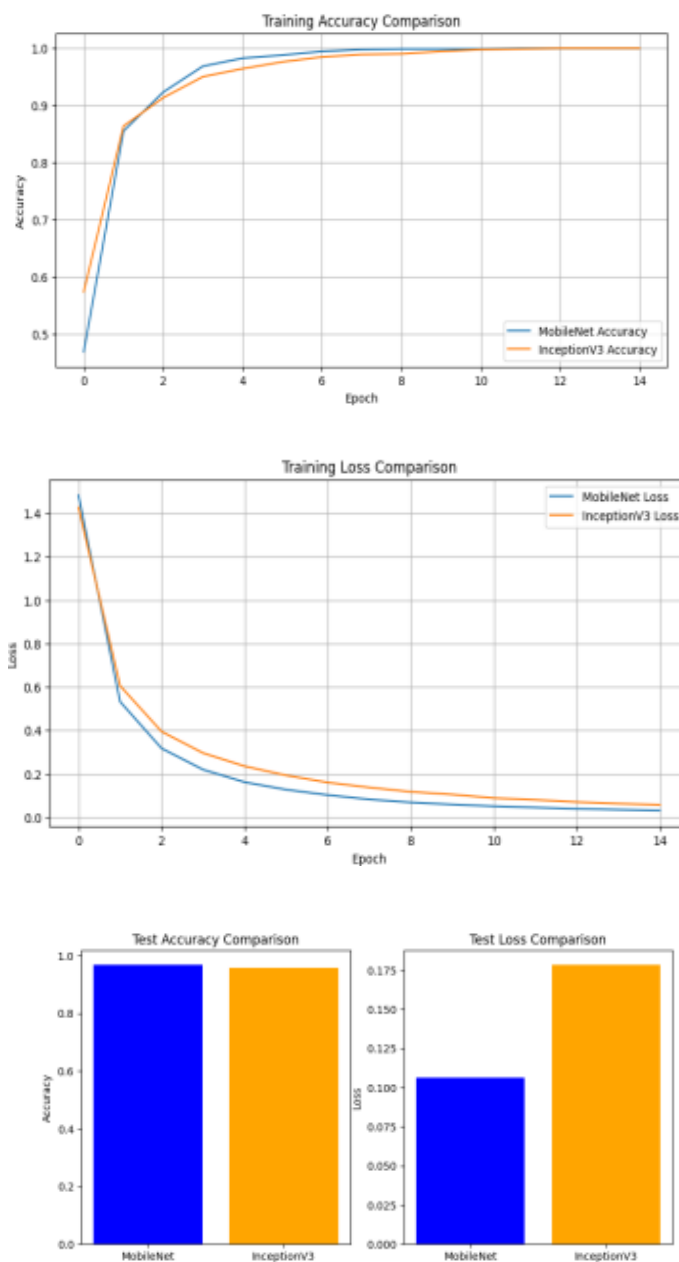 Training Accuracy Comparison
1.0
0.9
0.8
0.7
0.6
0.5
Accuracy
MobileNet Accuracy
InceptionV3 Accuracy
0 2 4 6 8 10 12 14
Epoch
Training Loss Comparison
1.4
1.2
1.0
0.8
0.6
0.4
0.2
0.0
Loss
MobileNet Loss
InceptionV3 Loss
0 2 4 6 8 10 12 14
Epoch
Test Accuracy Comparison
1.0
0.8
0.6
0.4
0.2
0.0
Accuracy
MobileNet InceptionV3
Test Loss Comparison
0.175
0.150
0.125
0.100
0.075
0.050
0.025
0.000
Loss
MobileNet InceptionV3